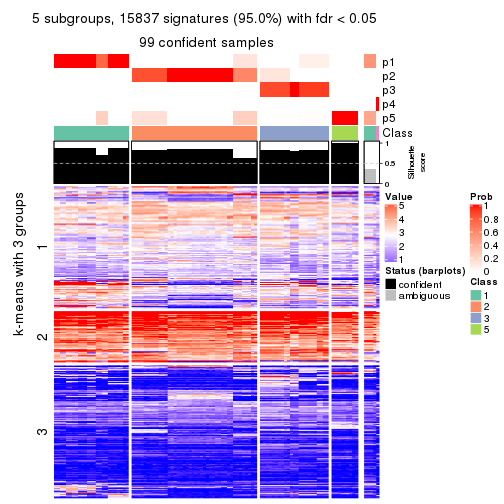 5 subgroups, 15837 signatures (95.0%) with fdr < 0.05
99 confident samples
p1
p2
p3
p4
p5
Class
1
0.5
0
Silhouette
score
k-means with 3 groups
1
2
3
Value
5
4
3
2
1
Status (barplots)
confident
ambiguous
Prob
1
0.8
0.6
0.4
0.2
0
Class
1
2
3
5